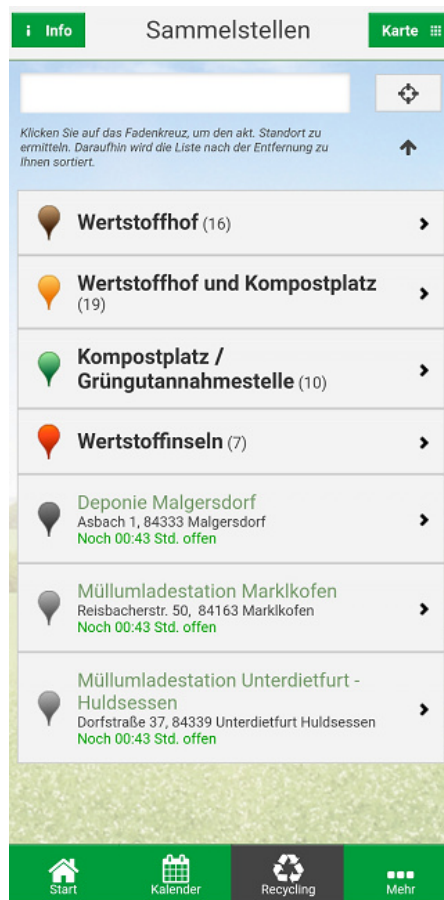 i Info
Sammelstellen
Karte
Klicken Sie auf das Fadenkreuz, um den akt. Standort zu
ermitteln. Daraufhin wird die Liste nach der Entfernung zu
Ihnen sortiert.
Wertstoffhof (16)
Wertstoffhof und Kompostplatz
(19)
Kompostplatz /
Grüngutannahmestelle (10)
Wertstoffinseln (7)
Deponie Malgersdorf
Asbach 1, 84333 Malgersdorf
Noch 00:43 Std. offen
Müllumladestation Marklkofen
Reisbacherstr. 50, 84163 Marklkofen
Noch 00:43 Std. offen
Müllumladestation Unterdietfurt -
Huldsessen
Dorfstraße 37, 84339 Unterdietfurt Huldsessen
Noch 00:43 Std. offen
Start
Kalender
Recycling
Mehr